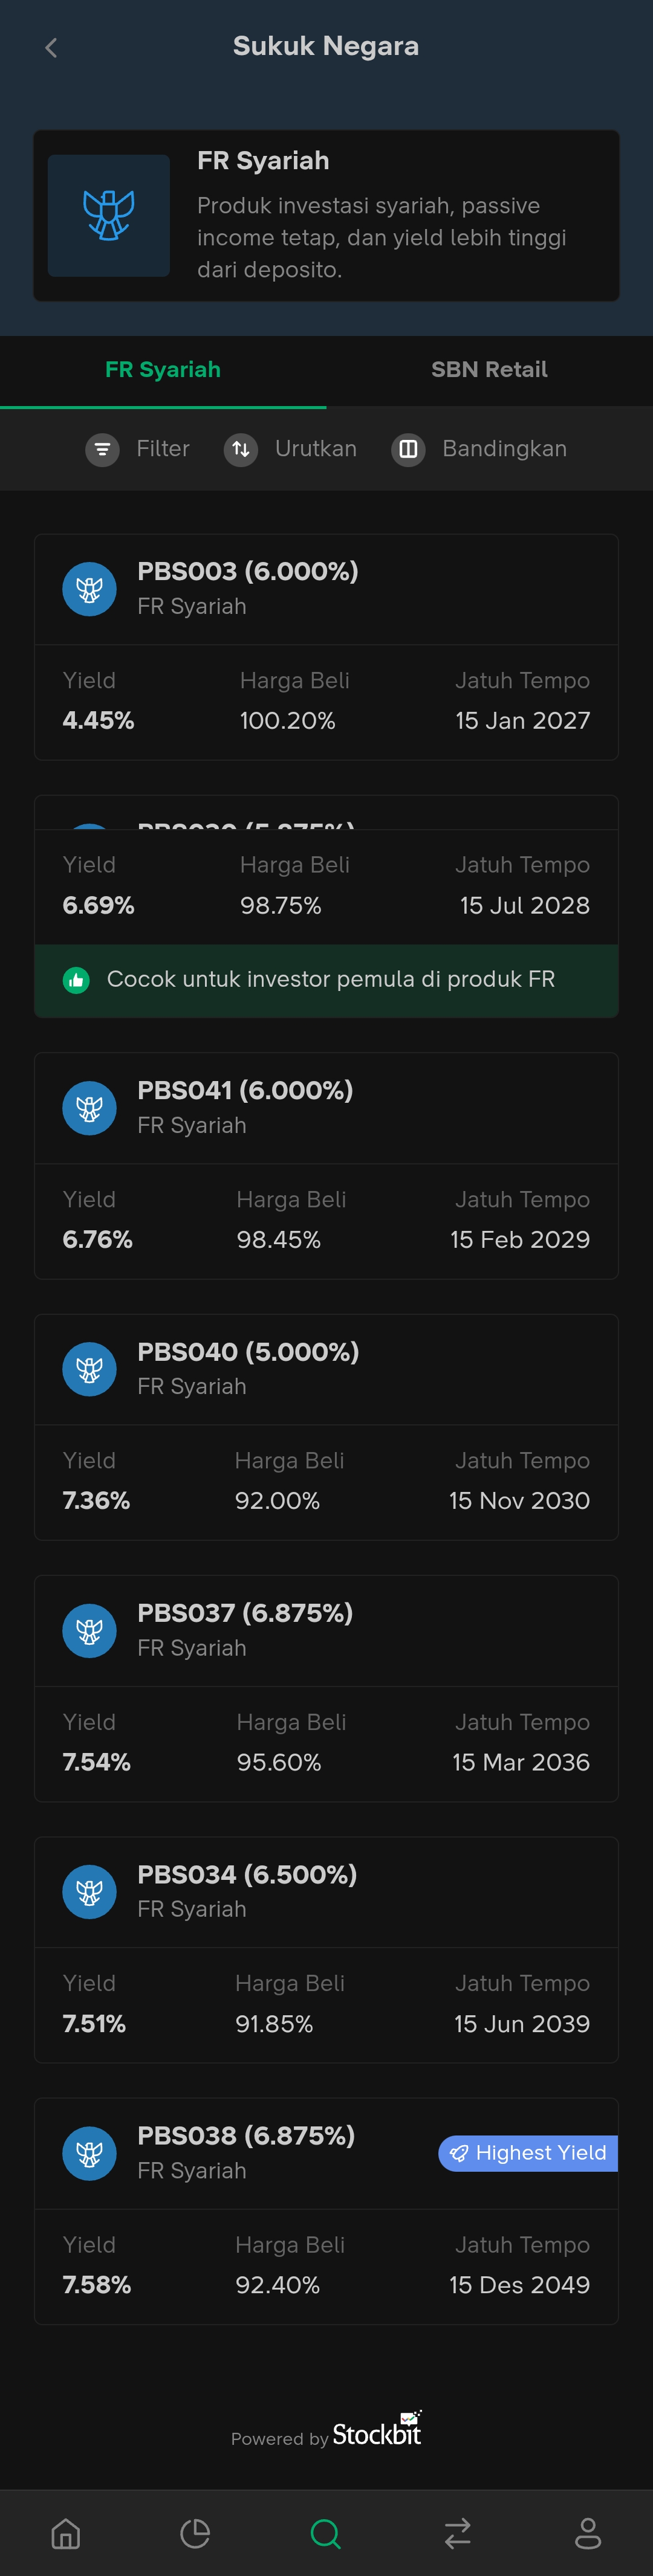 Sukuk Negara
FR Syariah
Produk investasi syariah, passive
income tetap, dan yield lebih tinggi
dari deposito.
FR Syariah SBN Retail
Filter Urutkan Bandingkan
PBS003 (6.000%)
FR Syariah
Yield Harga Beli Jatuh Tempo
4.45% 100.20% 15 Jan 2027
Yield Harga Beli Jatuh Tempo
6.69% 98.75% 15 Jul 2028
Cocok untuk investor pemula di produk FR
PBS041 (6.000%)
FR Syariah
Yield Harga Beli Jatuh Tempo
6.76% 98.45% 15 Feb 2029
PBS040 (5.000%)
FR Syariah
Yield Harga Beli Jatuh Tempo
7.36% 92.00% 15 Nov 2030
PBS037 (6.875%)
FR Syariah
Yield Harga Beli Jatuh Tempo
7.54% 95.60% 15 Mar 2036
PBS034 (6.500%)
FR Syariah
Yield Harga Beli Jatuh Tempo
7.51% 91.85% 15 Jun 2039
PBS038 (6.875%)
FR Syariah
Highest Yield
Yield Harga Beli Jatuh Tempo
7.58% 92.40% 15 Des 2049
Powered by Stockbit